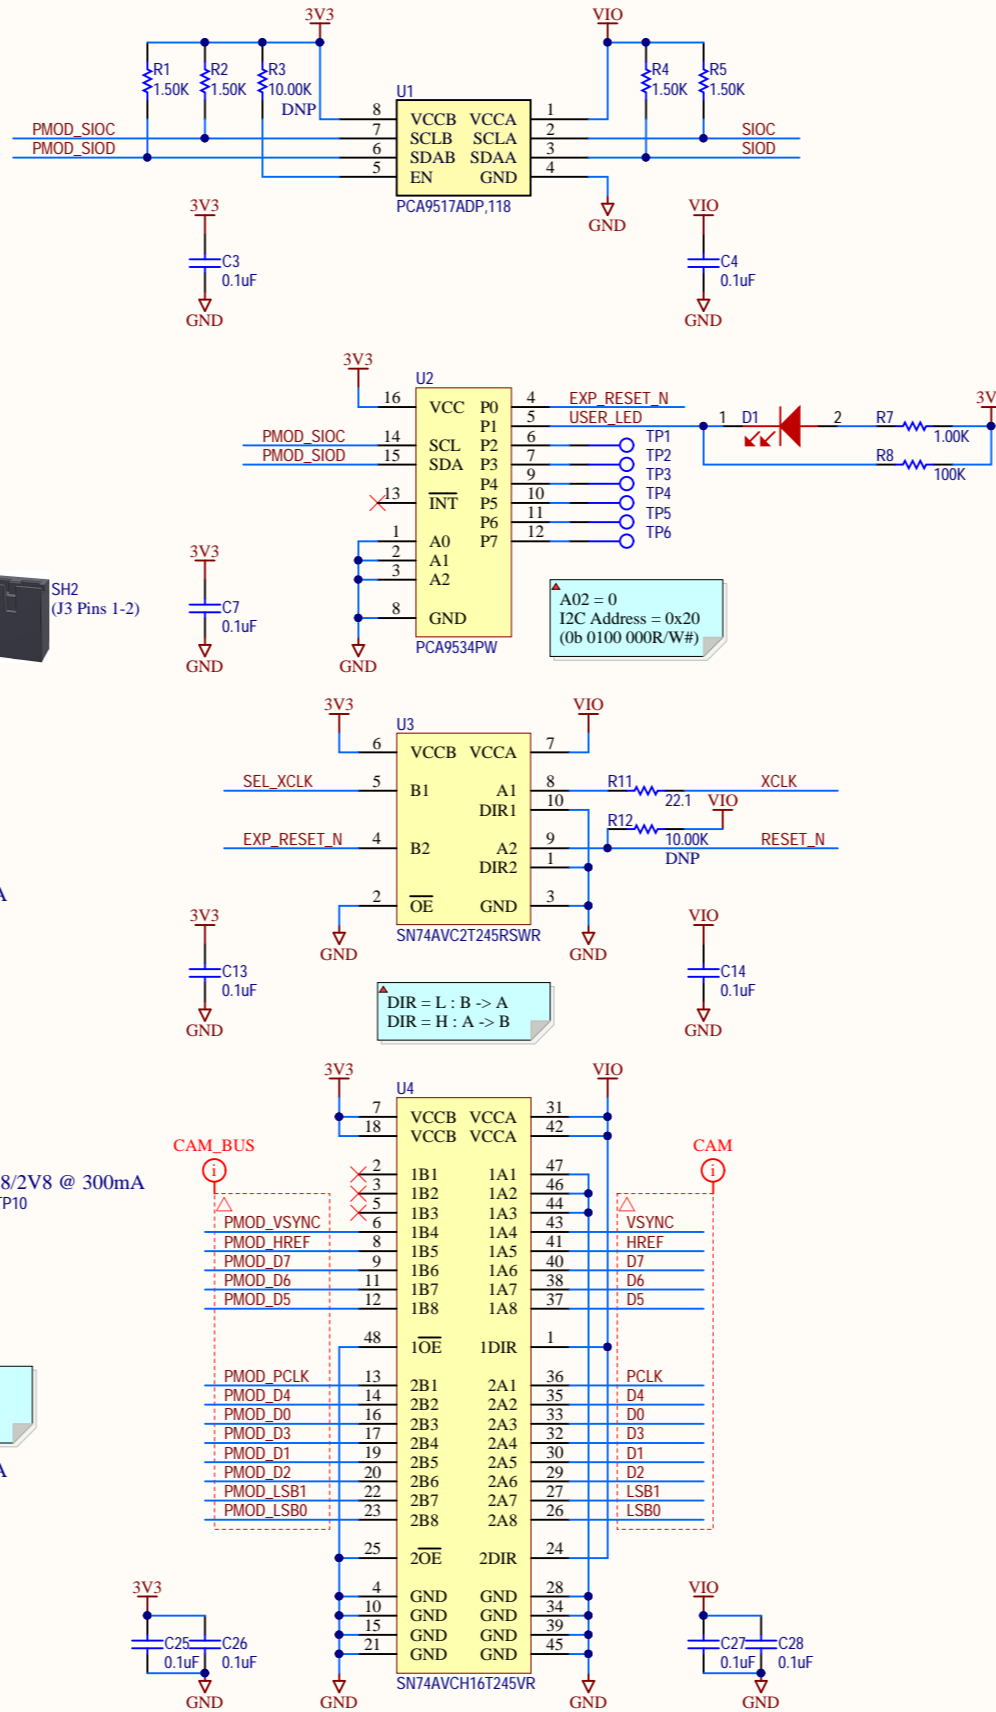 3V3
VIO
R1
1.50K
R2
1.50K
R3
10.00K
DNP
R4
1.50K
R5
1.50K
U1
8 VCCB VCCA 1
PMOD_SIOC 7 SCLB SCLA 2 SIOC
PMOD_SIOD 6 SDAB SDAA 3 SIOD
5 EN GND 4
PCA9517ADP,118
GND
3V3
C3
0.1uF
GND
VIO
C4
0.1uF
GND
3V3
U2
16 VCC P0 4 EXP_RESET_N
P1 5 USER_LED 1 D1 2 R7 1.00K
R8 100K
PMOD_SIOC 14 SCL P2 6 TP1
PMOD_SIOD 15 SDA P3 7 TP2
P4 9 TP3
13 INT P5 10 TP4
P6 11 TP5
1 A0 P7 12 TP6
2 A1
3 A2
8 GND
PCA9534PW
GND
SH2
(J3 Pins 1-2)
3V3
C7
0.1uF
GND
A02 = 0
I2C Address = 0x20
(0b 0100 000R/W#)
3V3
VIO
U3
6 VCCB VCCA 7
SEL_XCLK 5 B1 A1 8 R11 22.1 XCLK
DIR1 10
VIO
R12 10.00K
DNP
EXP_RESET_N 4 B2 A2 9 RESET_N
DIR2 1
2 OE GND 3
SN74AVC2T245RSWR
GND
GND
3V3
C13
0.1uF
GND
VIO
C14
0.1uF
GND
DIR = L : B -> A
DIR = H : A -> B
3V3
VIO
U4
7 VCCB VCCA 31
18 VCCB VCCA 42
CAM_BUS
i
CAM
i
8/2V8 @ 300mA
TP10
2 1B1 1A1 47
3 1B2 1A2 46
5 1B3 1A3 44
PMOD_VSYNC 6 1B4 1A4 43 VSYNC
PMOD_HREF 8 1B5 1A5 41 HREF
PMOD_D7 9 1B6 1A6 40 D7
PMOD_D6 11 1B7 1A7 38 D6
PMOD_D5 12 1B8 1A8 37 D5
48 1OE 1DIR 1
PMOD_PCLK 13 2B1 2A1 36 PCLK
PMOD_D4 14 2B2 2A2 35 D4
PMOD_D0 16 2B3 2A3 33 D0
PMOD_D3 17 2B4 2A4 32 D3
PMOD_D1 19 2B5 2A5 30 D1
PMOD_D2 20 2B6 2A6 29 D2
PMOD_LSB1 22 2B7 2A7 27 LSB1
PMOD_LSB0 23 2B8 2A8 26 LSB0
25 2OE 2DIR 24
4 GND GND 28
10 GND GND 34
15 GND GND 39
21 GND GND 45
SN74AVCH16T245VR
GND
GND
3V3
C25
0.1uF
C26
0.1uF
GND
VIO
C27
0.1uF
C28
0.1uF
GND